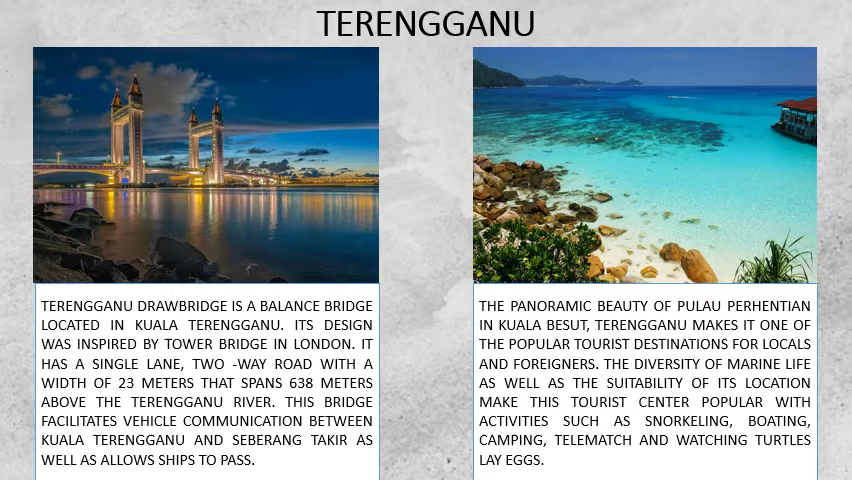 TERENGGANU
TERENGGANU DRAWBRIDGE IS A BALANCE BRIDGE
LOCATED IN KUALA TERENGGANU. ITS DESIGN
WAS INSPIRED BY TOWER BRIDGE IN LONDON. IT
HAS A SINGLE LANE, TWO -WAY ROAD WITH A
WIDTH OF 23 METERS THAT SPANS 638 METERS
ABOVE THE TERENGGANU RIVER. THIS BRIDGE
FACILITATES VEHICLE COMMUNICATION BETWEEN
KUALA TERENGGANU AND SEBERANG TAKIR AS
WELL AS ALLOWS SHIPS TO PASS.
THE PANORAMIC BEAUTY OF PULAU PERHENTIAN
IN KUALA BESUT, TERENGGANU MAKES IT ONE OF
THE POPULAR TOURIST DESTINATIONS FOR LOCALS
AND FOREIGNERS. THE DIVERSITY OF MARINE LIFE
AS WELL AS THE SUITABILITY OF ITS LOCATION
MAKE THIS TOURIST CENTER POPULAR WITH
ACTIVITIES SUCH AS SNORKELING, BOATING,
CAMPING, TELEMATCH AND WATCHING TURTLES
LAY EGGS.